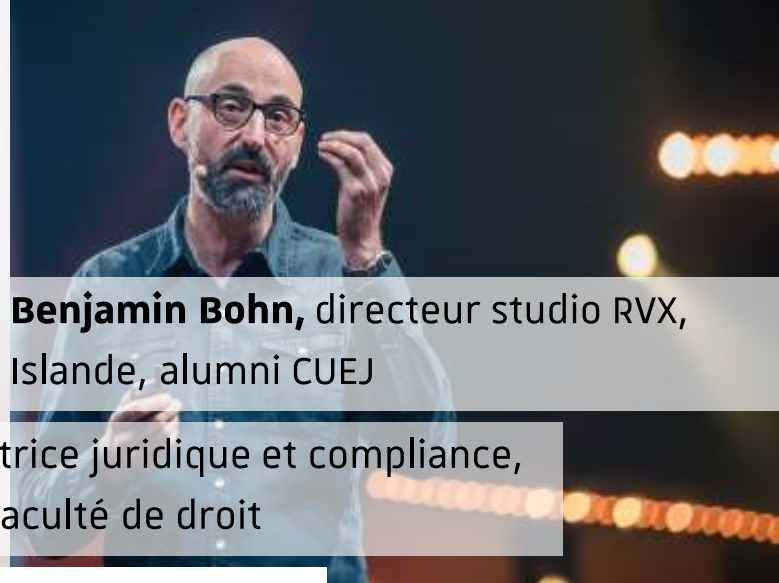 Benjamin Bohn, directeur studio RVX,
Islande, alumni CUEJ
trice juridique et compliance,
aculté de droit